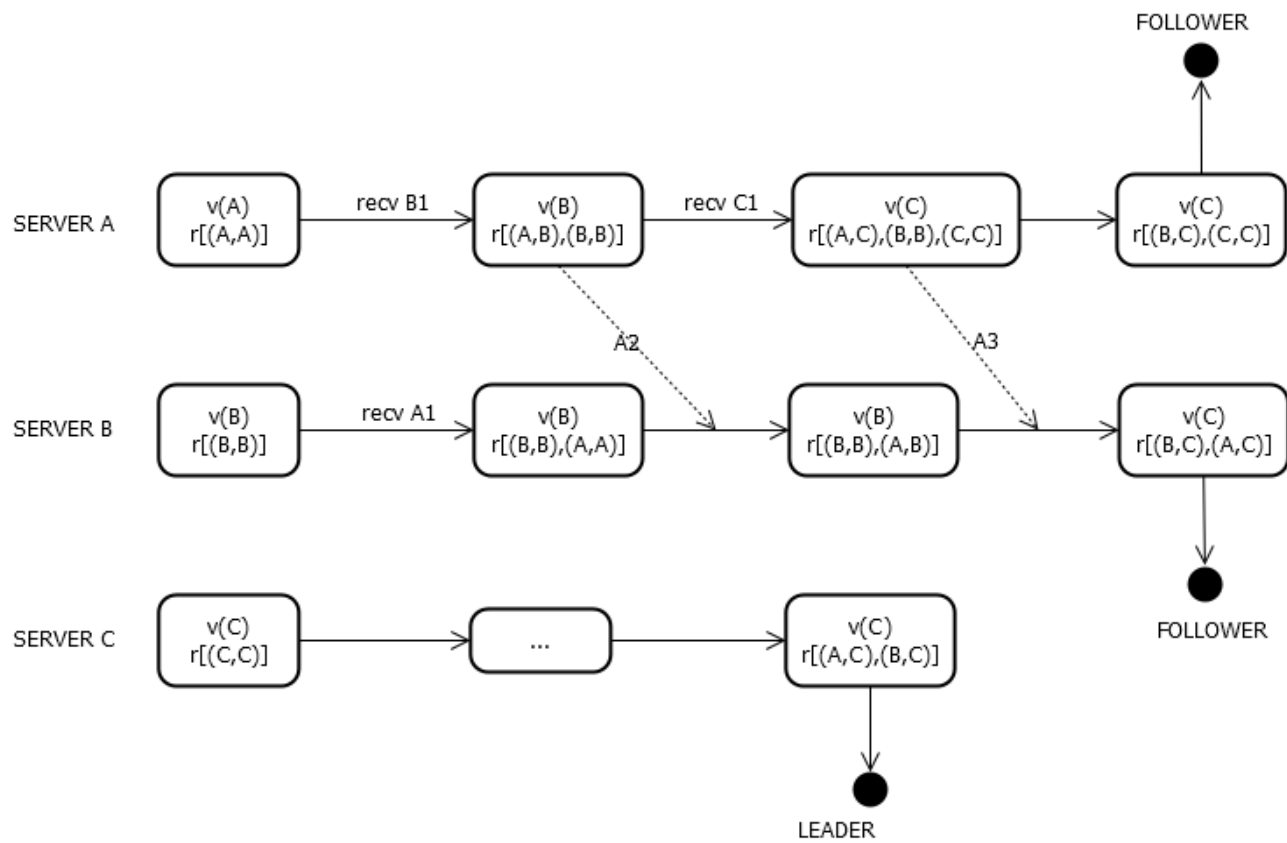 FOLLOWER
SERVER A
v(A)
r[(A,A)]
recv B1
v(B)
r[(A,B),(B,B)]
recv C1
v(C)
r[(A,C),(B,B),(C,C)]
v(C)
r[(B,C),(C,C)]
A2
A3
SERVER B
v(B)
r[(B,B)]
recv A1
v(B)
r[(B,B),(A,A)]
v(B)
r[(B,B),(A,B)]
v(C)
r[(B,C),(A,C)]
FOLLOWER
SERVER C
v(C)
r[(C,C)]
...
v(C)
r[(A,C),(B,C)]
LEADER